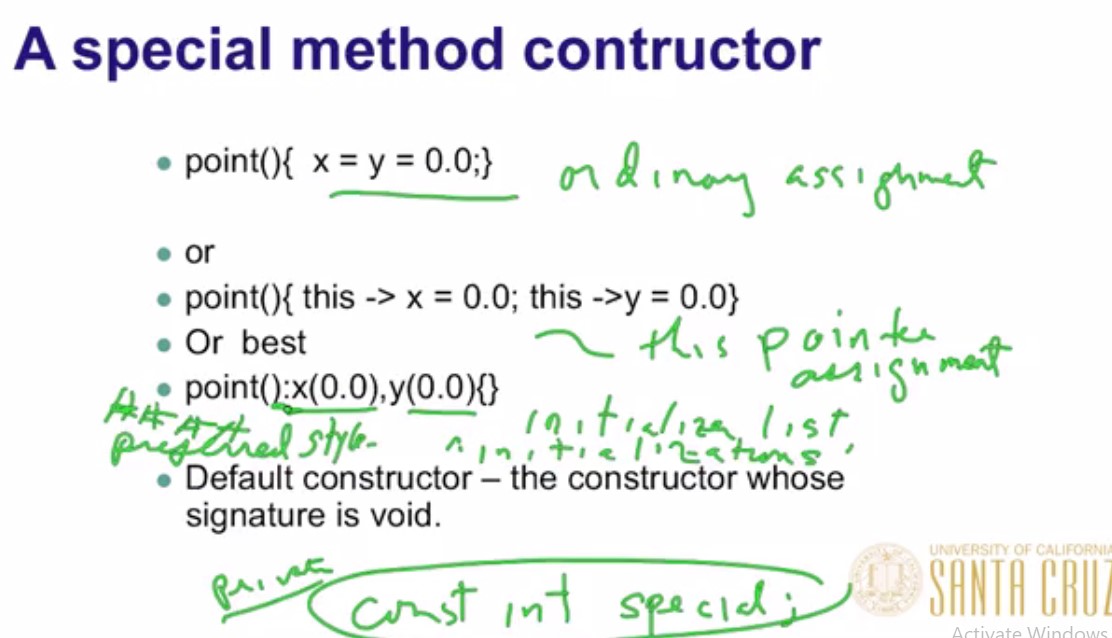 A special method contructor
point(){ x = y = 0.0;}
ordinary assignment
or
point(){ this -> x = 0.0; this ->y = 0.0}
Or best
this pointer
assignment
point():x(0.0),y(0.0){}
preferred style
initializer list
initializations
Default constructor – the constructor whose
signature is void.
private
const int special;
UNIVERSITY OF CALIFORNIA
SANTA CRUZ
Activate Windows